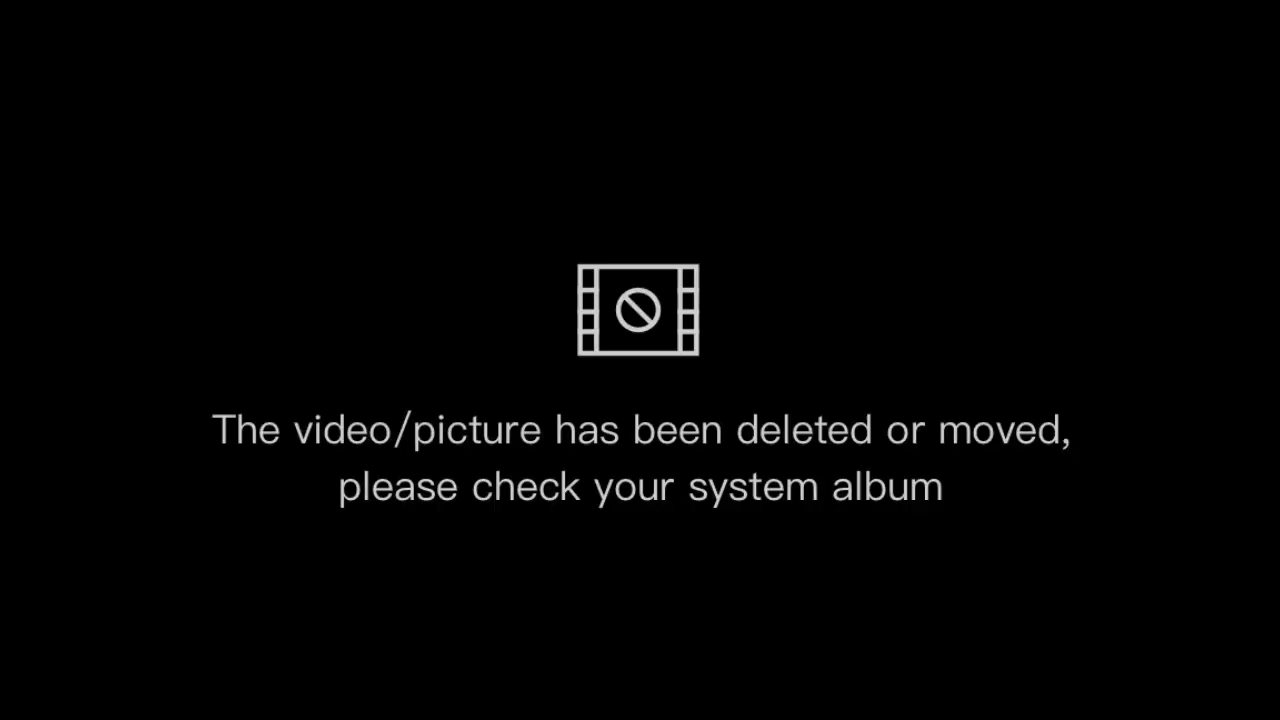 The video/picture has been deleted or moved,
please check your system album